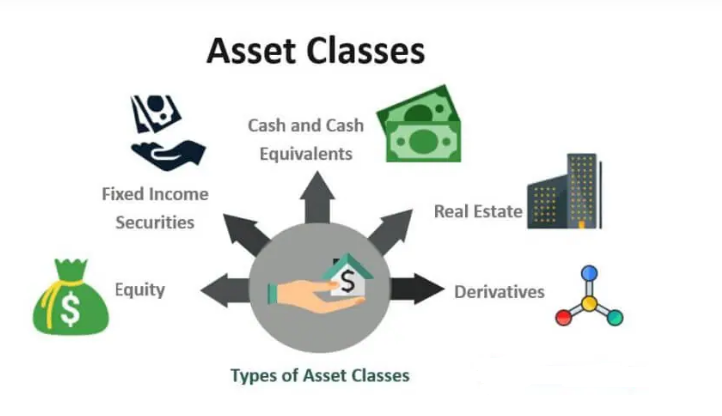 Asset Classes
Cash and Cash
Equivalents
Fixed Income
Securities
Real Estate
Equity
$
$
Derivatives
Types of Asset Classes